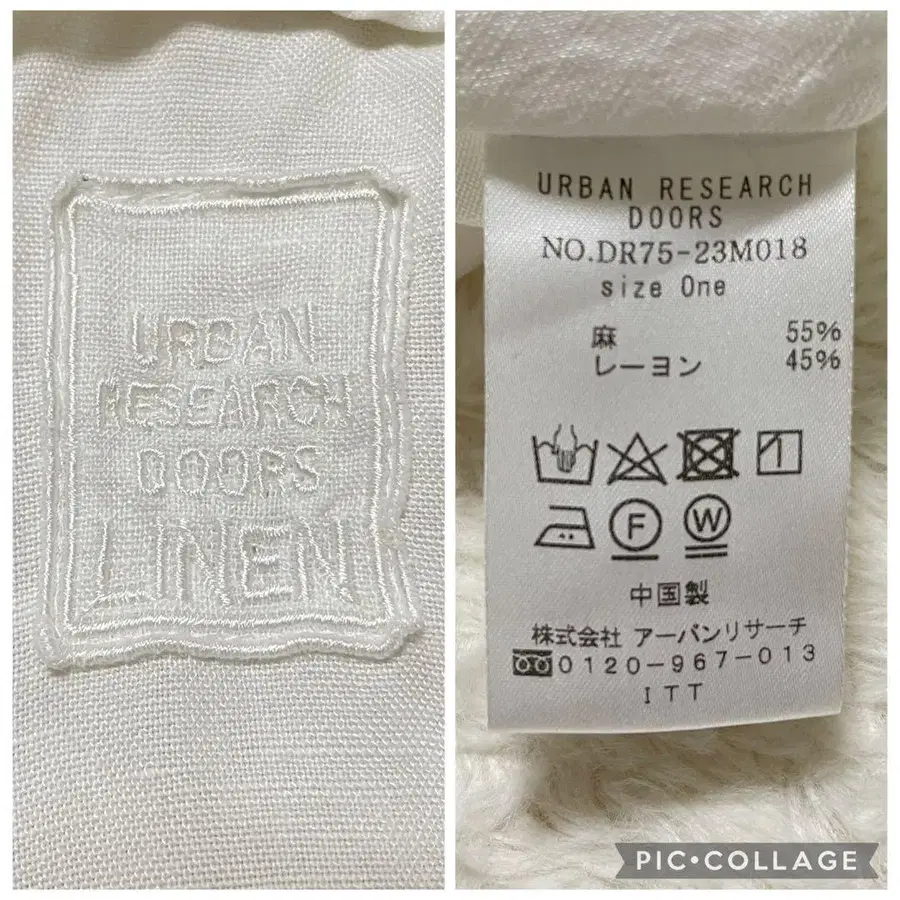 URBAN
RESEARCH
DOORS
LINEN
URBAN RESEARCH
DOORS
NO.DR75-23M018
size One
麻 55%
レーヨン 45%
F
W
中国製
株式会社 アーバンリサーチ
0120-967-013
ITT
PIC•COLLAGE